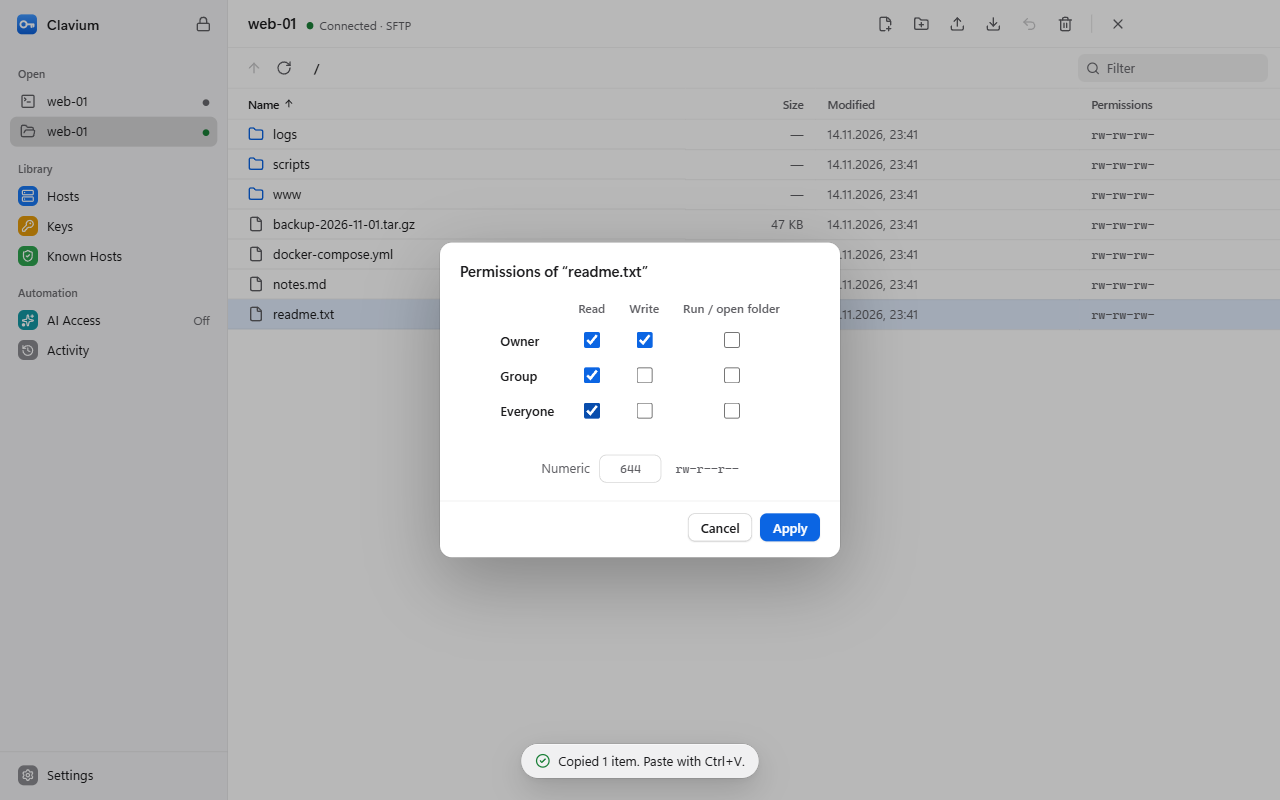 Clavium
web-01 Connected · SFTP
Open
web-01
web-01
Library
Hosts
Keys
Known Hosts
Automation
AI Access Off
Activity
Settings
/
Filter
Name Size Modified Permissions
logs — 14.11.2026, 23:41 rw-rw-rw-
scripts — 14.11.2026, 23:41 rw-rw-rw-
www — 14.11.2026, 23:41 rw-rw-rw-
backup-2026-11-01.tar.gz 47 KB 14.11.2026, 23:41 rw-rw-rw-
docker-compose.yml .11.2026, 23:41 rw-rw-rw-
notes.md .11.2026, 23:41 rw-rw-rw-
readme.txt .11.2026, 23:41 rw-rw-rw-
Permissions of “readme.txt”
Read Write Run / open folder
Owner
Group
Everyone
Numeric 644 rw-r--r--
Cancel Apply
Copied 1 item. Paste with Ctrl+V.